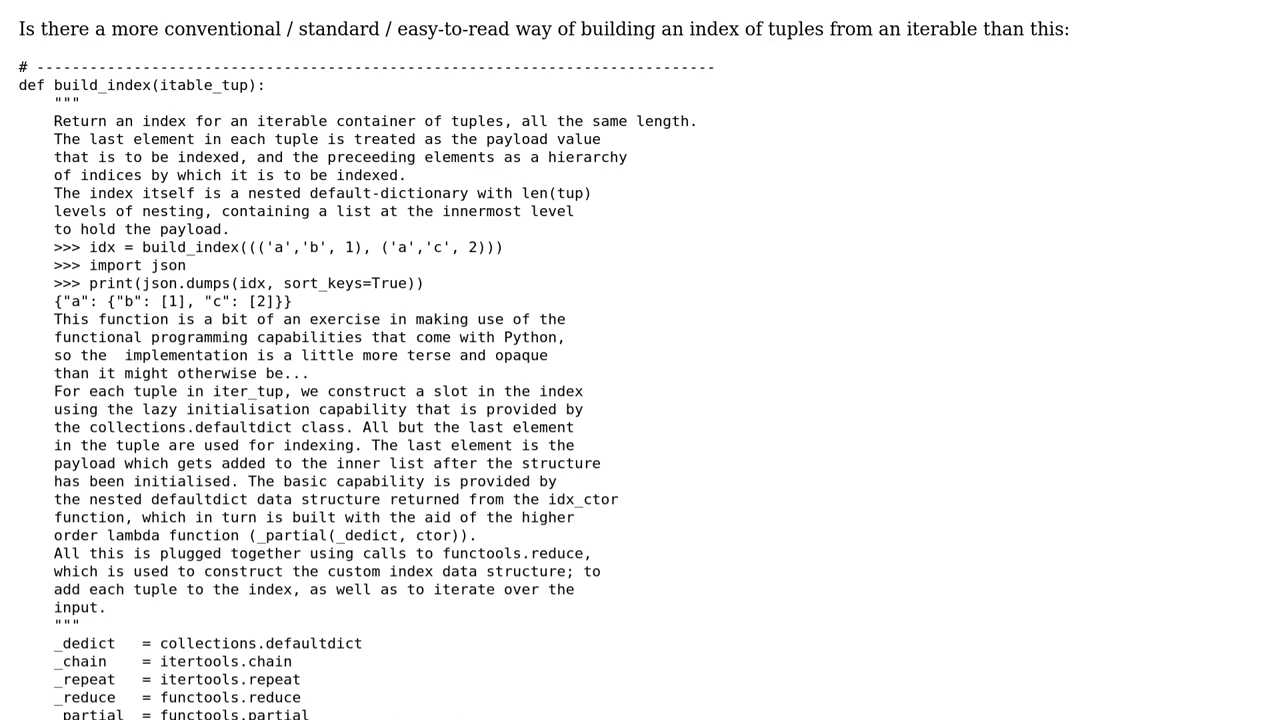 Is there a more conventional / standard / easy-to-read way of building an index of tuples from an iterable than this:
# -----------------------------------------------------------------------------
def build_index(itable_tup):
    """
    Return an index for an iterable container of tuples, all the same length.
    The last element in each tuple is treated as the payload value
    that is to be indexed, and the preceeding elements as a hierarchy
    of indices by which it is to be indexed.
    The index itself is a nested default-dictionary with len(tup)
    levels of nesting, containing a list at the innermost level
    to hold the payload.
    >>> idx = build_index((('a','b', 1), ('a','c', 2)))
    >>> import json
    >>> print(json.dumps(idx, sort_keys=True))
    {"a": {"b": [1], "c": [2]}}
    This function is a bit of an exercise in making use of the
    functional programming capabilities that come with Python,
    so the  implementation is a little more terse and opaque
    than it might otherwise be...
    For each tuple in iter_tup, we construct a slot in the index
    using the lazy initialisation capability that is provided by
    the collections.defaultdict class. All but the last element
    in the tuple are used for indexing. The last element is the
    payload which gets added to the inner list after the structure
    has been initialised. The basic capability is provided by
    the nested defaultdict data structure returned from the idx_ctor
    function, which in turn is built with the aid of the higher
    order lambda function (_partial(_dedict, ctor)).
    All this is plugged together using calls to functools.reduce,
    which is used to construct the custom index data structure; to
    add each tuple to the index, as well as to iterate over the
    input.
    """
    _dedict   = collections.defaultdict
    _chain    = itertools.chain
    _repeat   = itertools.repeat
    _reduce   = functools.reduce
    _partial  = functools.partial